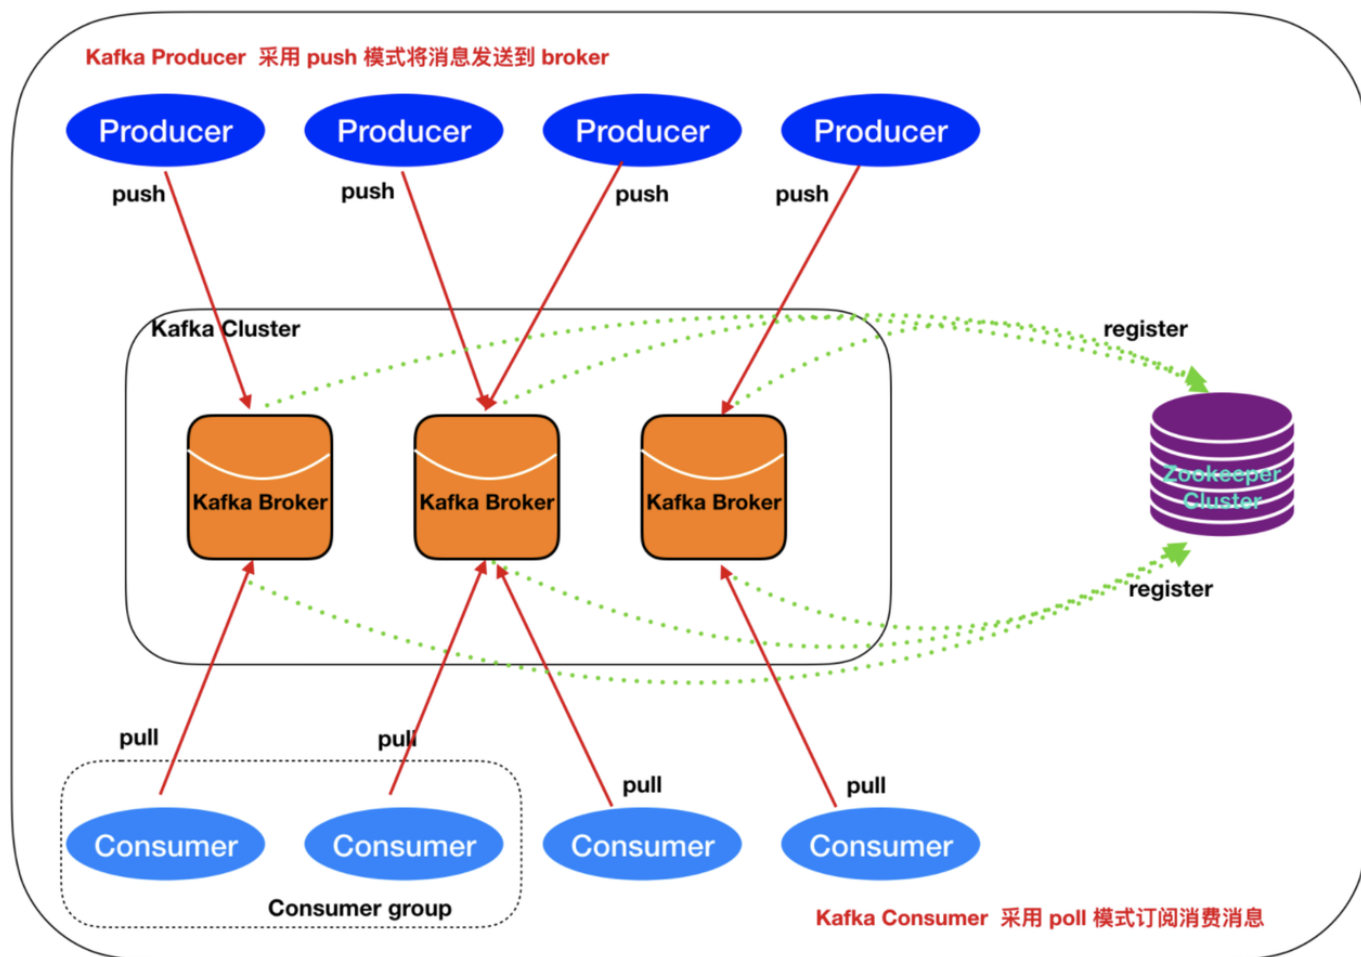 Kafka Producer 采用 push 模式将消息发送到 broker
Producer
Producer
Producer
Producer
push
push
push
push
Kafka Cluster
register
Kafka Broker
Kafka Broker
Kafka Broker
Zookeeper
Cluster
register
pull
pull
pull
pull
Consumer
Consumer
Consumer
Consumer
Consumer group
Kafka Consumer 采用 poll 模式订阅消费消息